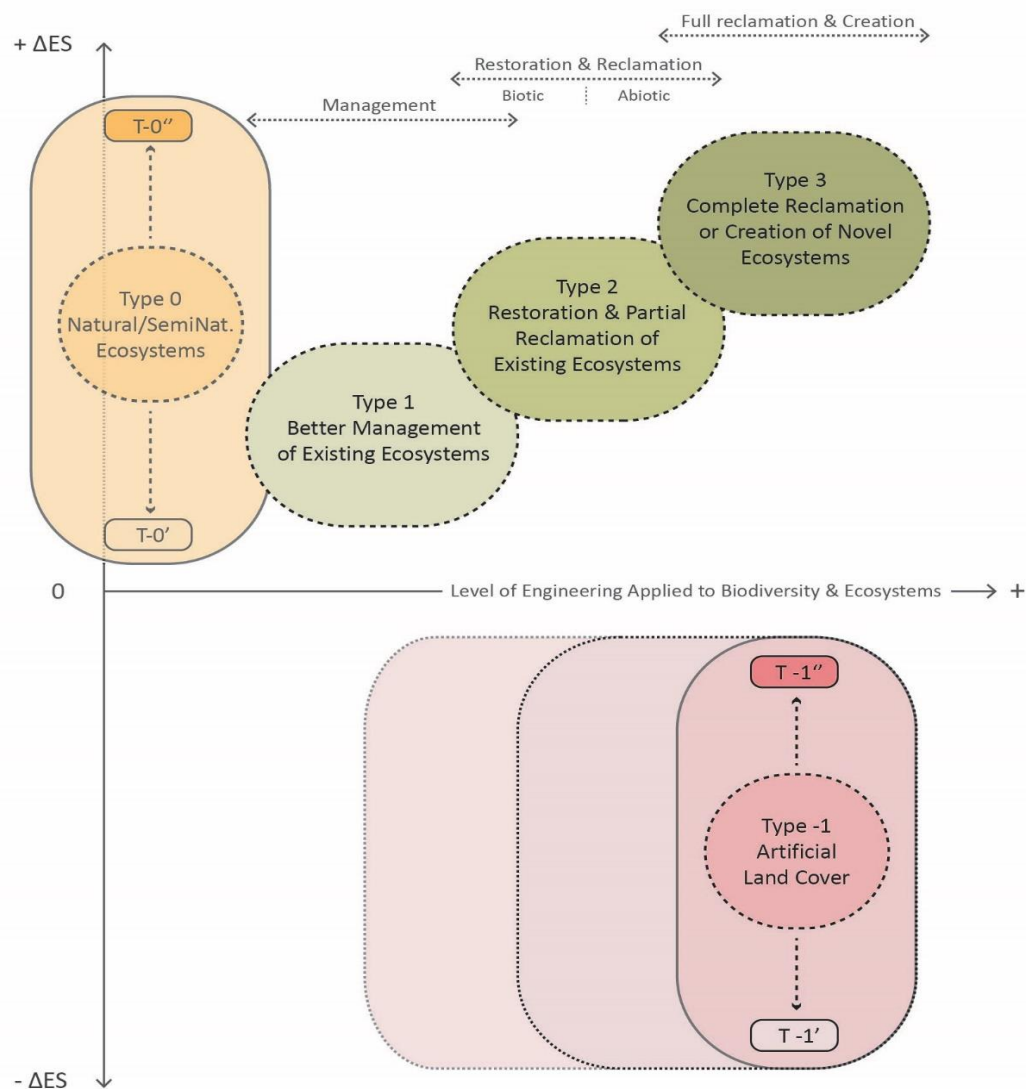 Full reclamation & Creation
+ ΔES
Restoration & Reclamation
Biotic
Abiotic
Management
T-0’’
Type 3
Complete Reclamation
or Creation of Novel
Ecosystems
Type 0
Natural/SemiNat.
Ecosystems
Type 2
Restoration & Partial
Reclamation of
Existing Ecosystems
Type 1
Better Management
of Existing Ecosystems
T-0’
0
Level of Engineering Applied to Biodiversity & Ecosystems
+
T -1’’
Type -1
Artificial
Land Cover
T -1’
- ΔES